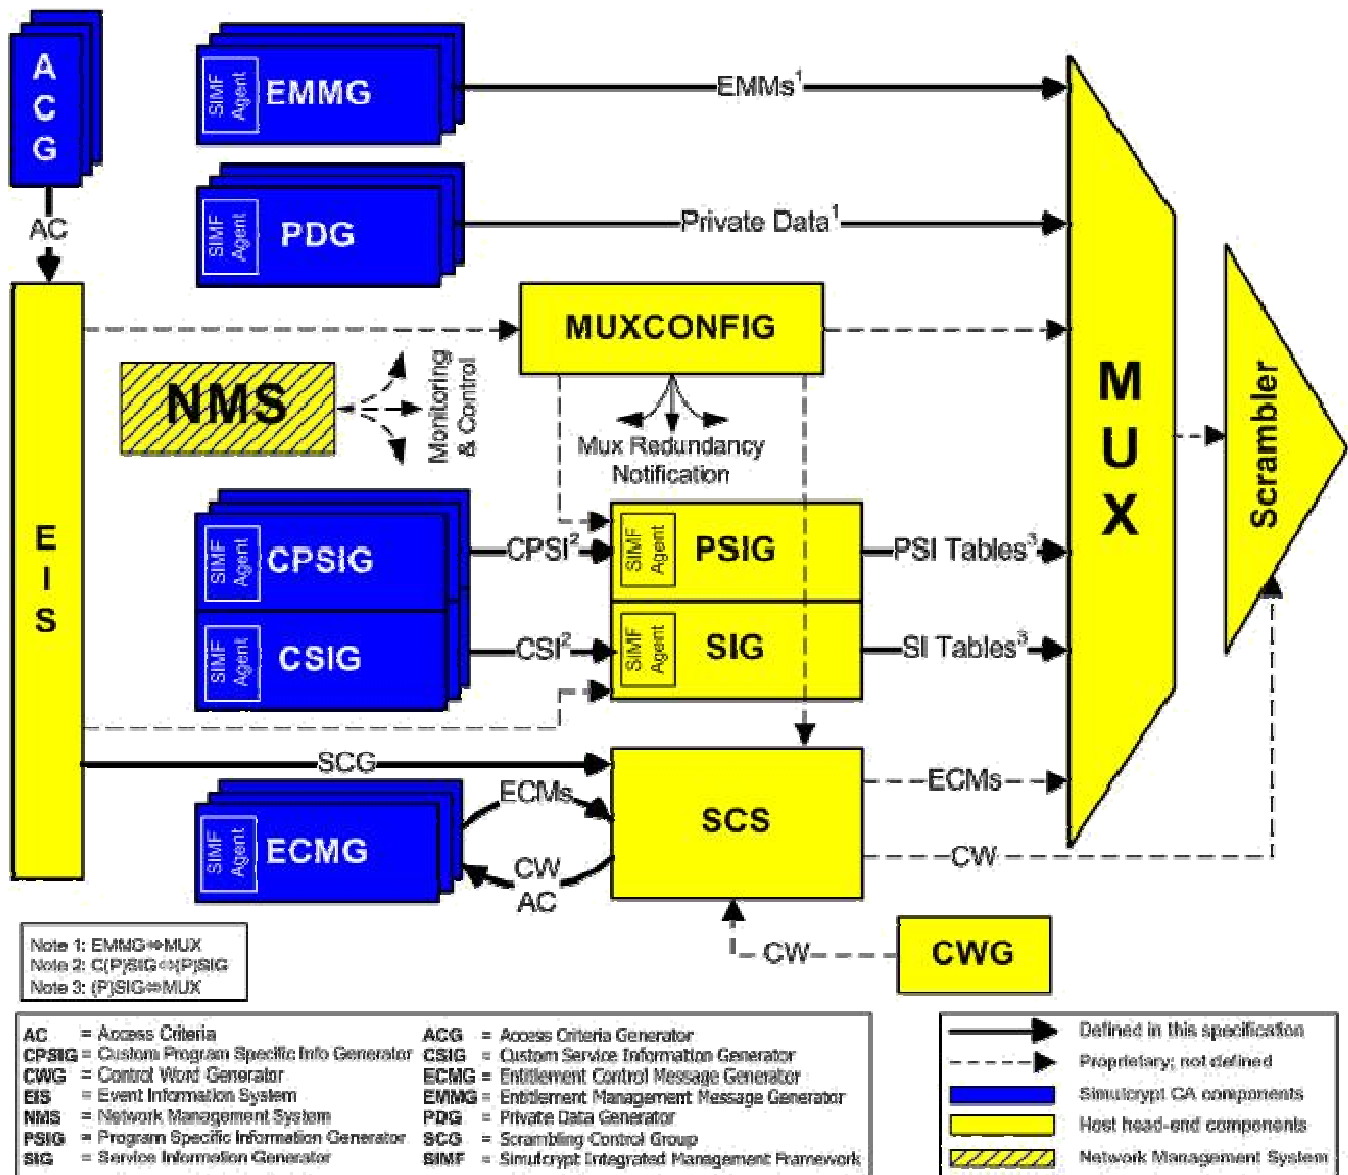 A
C
G
AC
SIMF
Agent
EMMG
EMMs¹
SIMF
Agent
PDG
Private Data¹
MUXCONFIG
NMS
Monitoring
& Control
Mux Redundancy
Notification
E
I
S
SIMF
Agent
CPSIG
CPSI²
SIMF
Agent
PSIG
PSI Tables³
SIMF
Agent
CSIG
CSI²
SIMF
Agent
SIG
SI Tables³
M
U
X
Scrambler
SCG
SIMF
Agent
ECMG
ECMs
CW
AC
SCS
ECMs
CW
CW
CWG
Note 1: EMMG⇔MUX
Note 2: C(P)SIG⇔(P)SIG
Note 3: (P)SIG⇔MUX
AC = Access Criteria
CPSIG = Custom Program Specific Info Generator
CWG = Control Word Generator
EIS = Event Information System
NMS = Network Management System
PSIG = Program Specific Information Generator
SIG = Service Information Generator
ACG = Access Criteria Generator
CSIG = Custom Service Information Generator
ECMG = Entitlement Control Message Generator
EMMG = Entitlement Management Message Generator
PDG = Private Data Generator
SCG = Scrambling Control Group
SIMF = Simulcrypt Integrated Management Framework
Defined in this specification
Proprietary; not defined
Simulcrypt CA components
Host head-end components
Network Management System